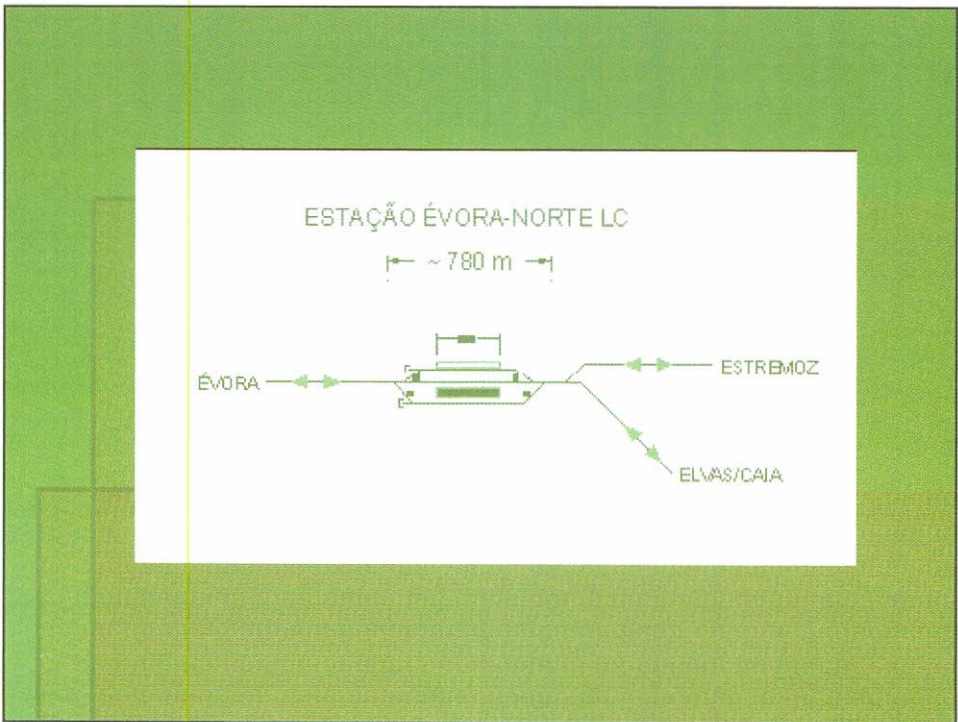 ESTAÇÃO ÉVORA-NORTE LC
~ 780 m
ÉVORA
ESTREMOZ
ELVAS/CAIA